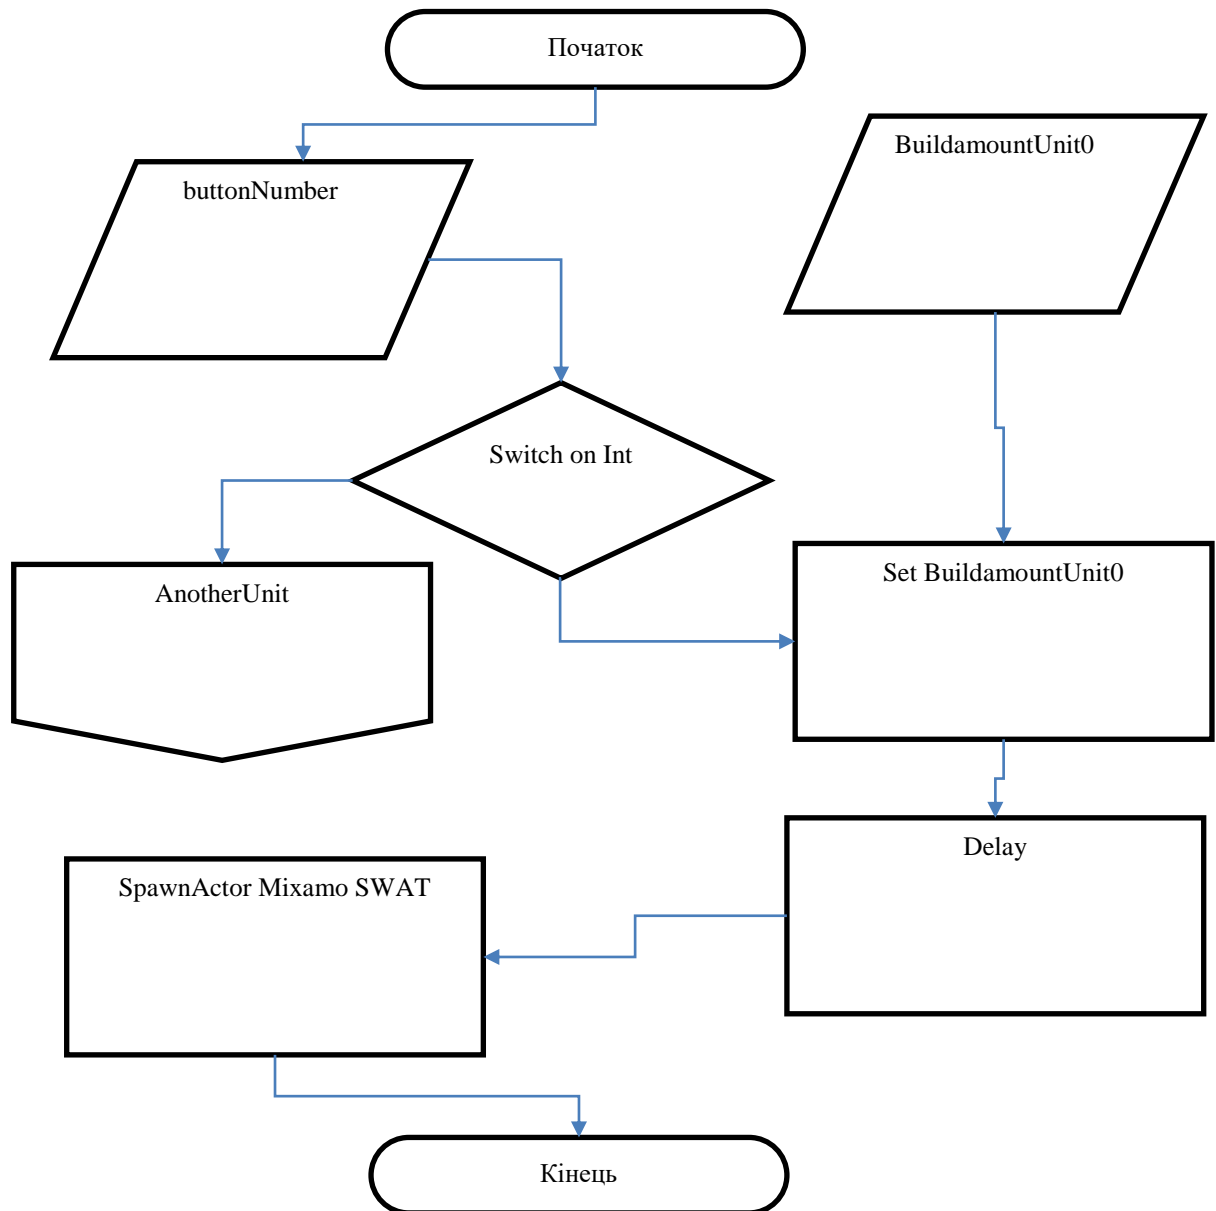 Початок
BuildamountUnit0
buttonNumber
Switch on Int
Set BuildamountUnit0
AnotherUnit
Delay
SpawnActor Mixamo SWAT
Кінець